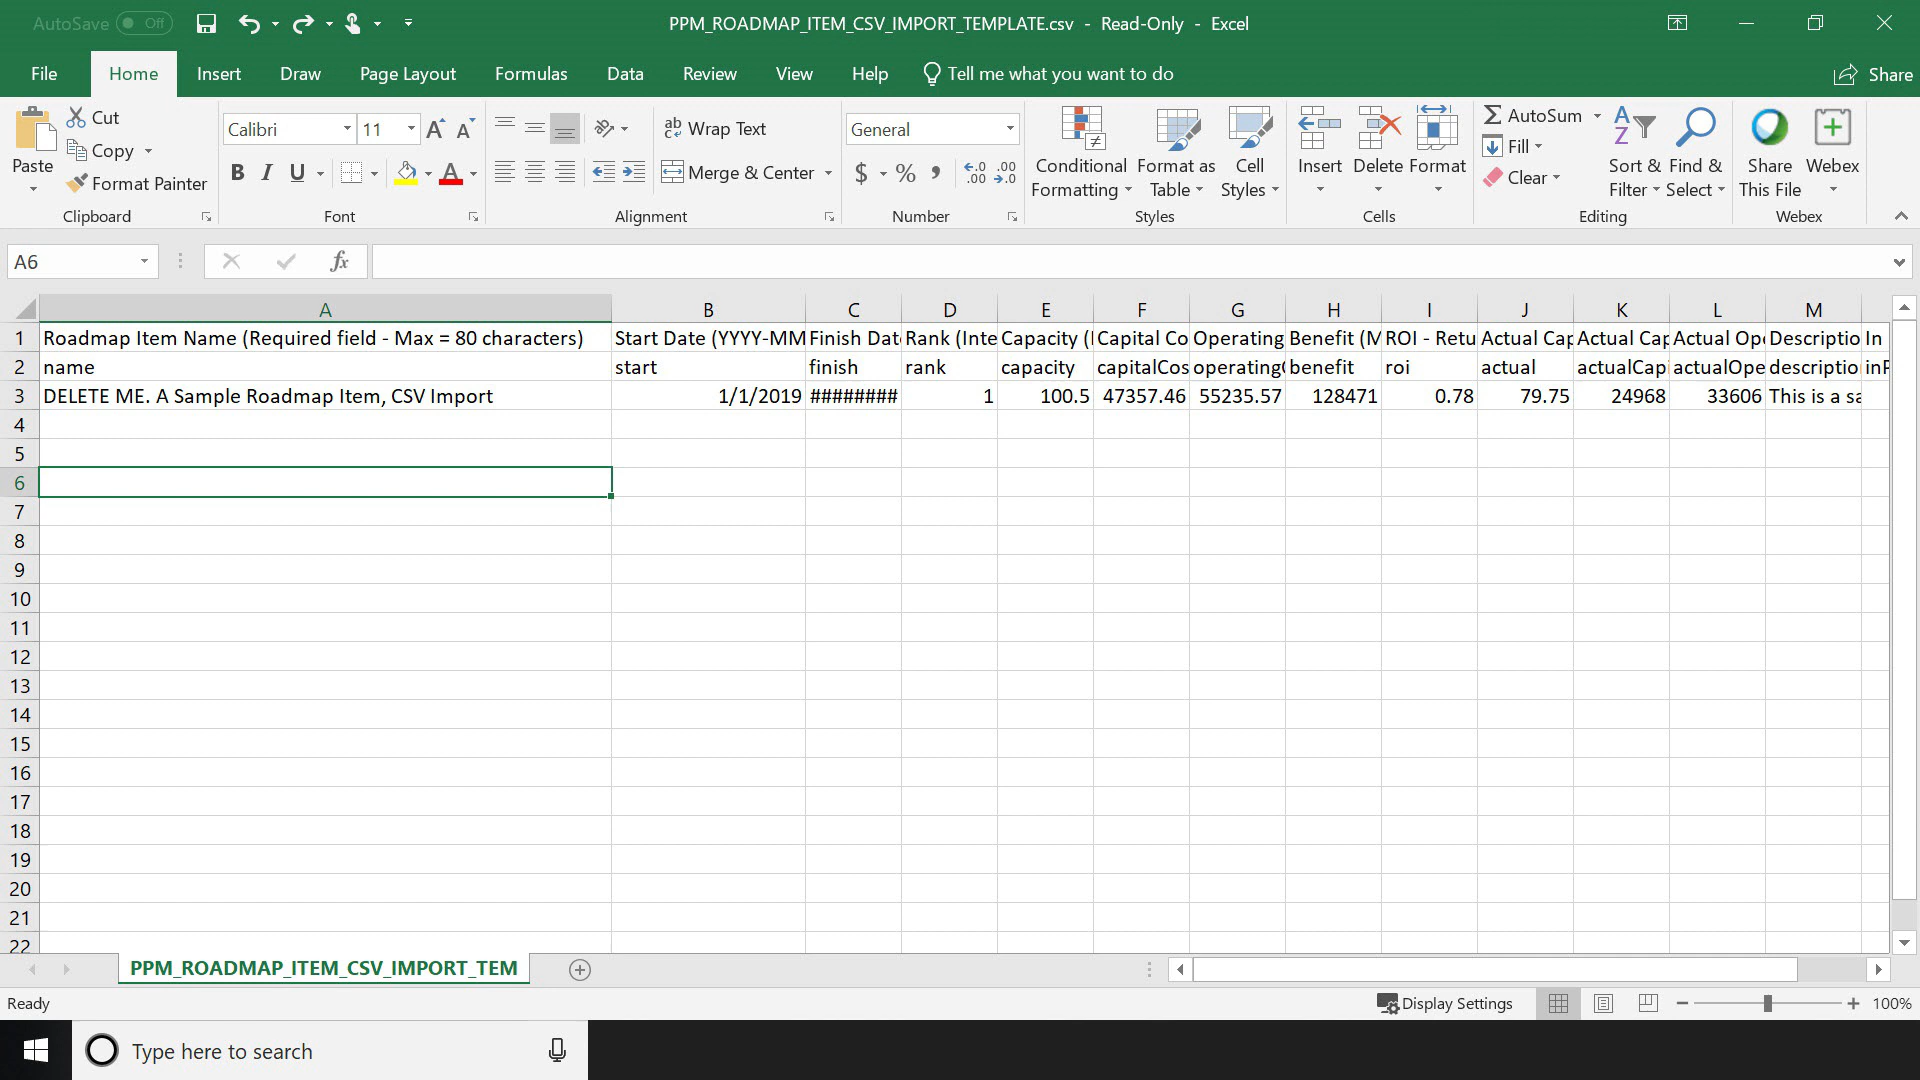 AutoSave Off PPM_ROADMAP_ITEM_CSV_IMPORT_TEMPLATE.csv - Read-Only - Excel
File Home Insert Draw Page Layout Formulas Data Review View Help Tell me what you want to do Share
Paste Cut Copy Format Painter Clipboard
Calibri 11 B I U Font
ab Wrap Text Merge & Center Alignment
General $ % Number
Conditional Formatting Format as Table Cell Styles Styles
Insert Delete Format Cells
AutoSum Fill Clear Sort & Filter Find & Select Editing
Share This File Webex Webex
A6 fx
A B C D E F G H I J K L M
1 Roadmap Item Name (Required field - Max = 80 characters) Start Date (YYYY-MM Finish Dat Rank (Inte Capacity ( Capital Co Operating Benefit (M ROI - Retu Actual Cap Actual Cap Actual Ope Descriptio In
2 name start finish rank capacity capitalCos operating benefit roi actual actualCapi actualOpe descriptio inP
3 DELETE ME. A Sample Roadmap Item, CSV Import 1/1/2019 ######## 1 100.5 47357.46 55235.57 128471 0.78 79.75 24968 33606 This is a sa
4
5
6
7
8
9
10
11
12
13
14
15
16
17
18
19
20
21
22
PPM_ROADMAP_ITEM_CSV_IMPORT_TEM
Ready Display Settings 100%
Type here to search